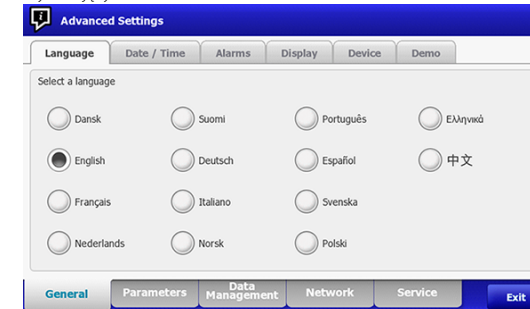 Advanced Settings
Language Date / Time Alarms Display Device Demo
Select a language
Dansk Suomi Português Ελληνικά
English Deutsch Español 中文
Français Italiano Svenska
Nederlands Norsk Polski
General Parameters Data Management Network Service Exit